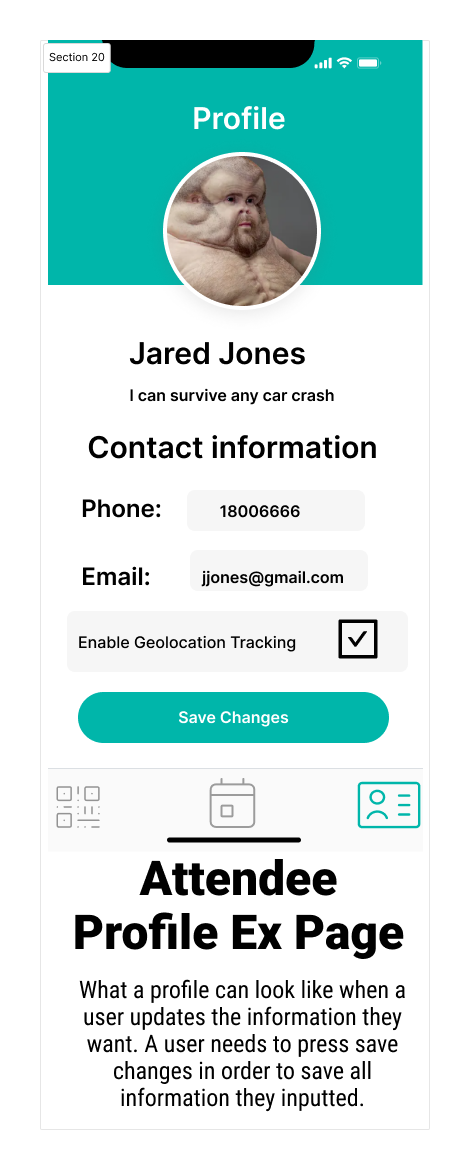 Section 20
Profile
Jared Jones
I can survive any car crash
Contact information
Phone:
18006666
Email:
jjones@gmail.com
Enable Geolocation Tracking
Save Changes
Attendee
Profile Ex Page
What a profile can look like when a
user updates the information they
want. A user needs to press save
changes in order to save all
information they inputted.